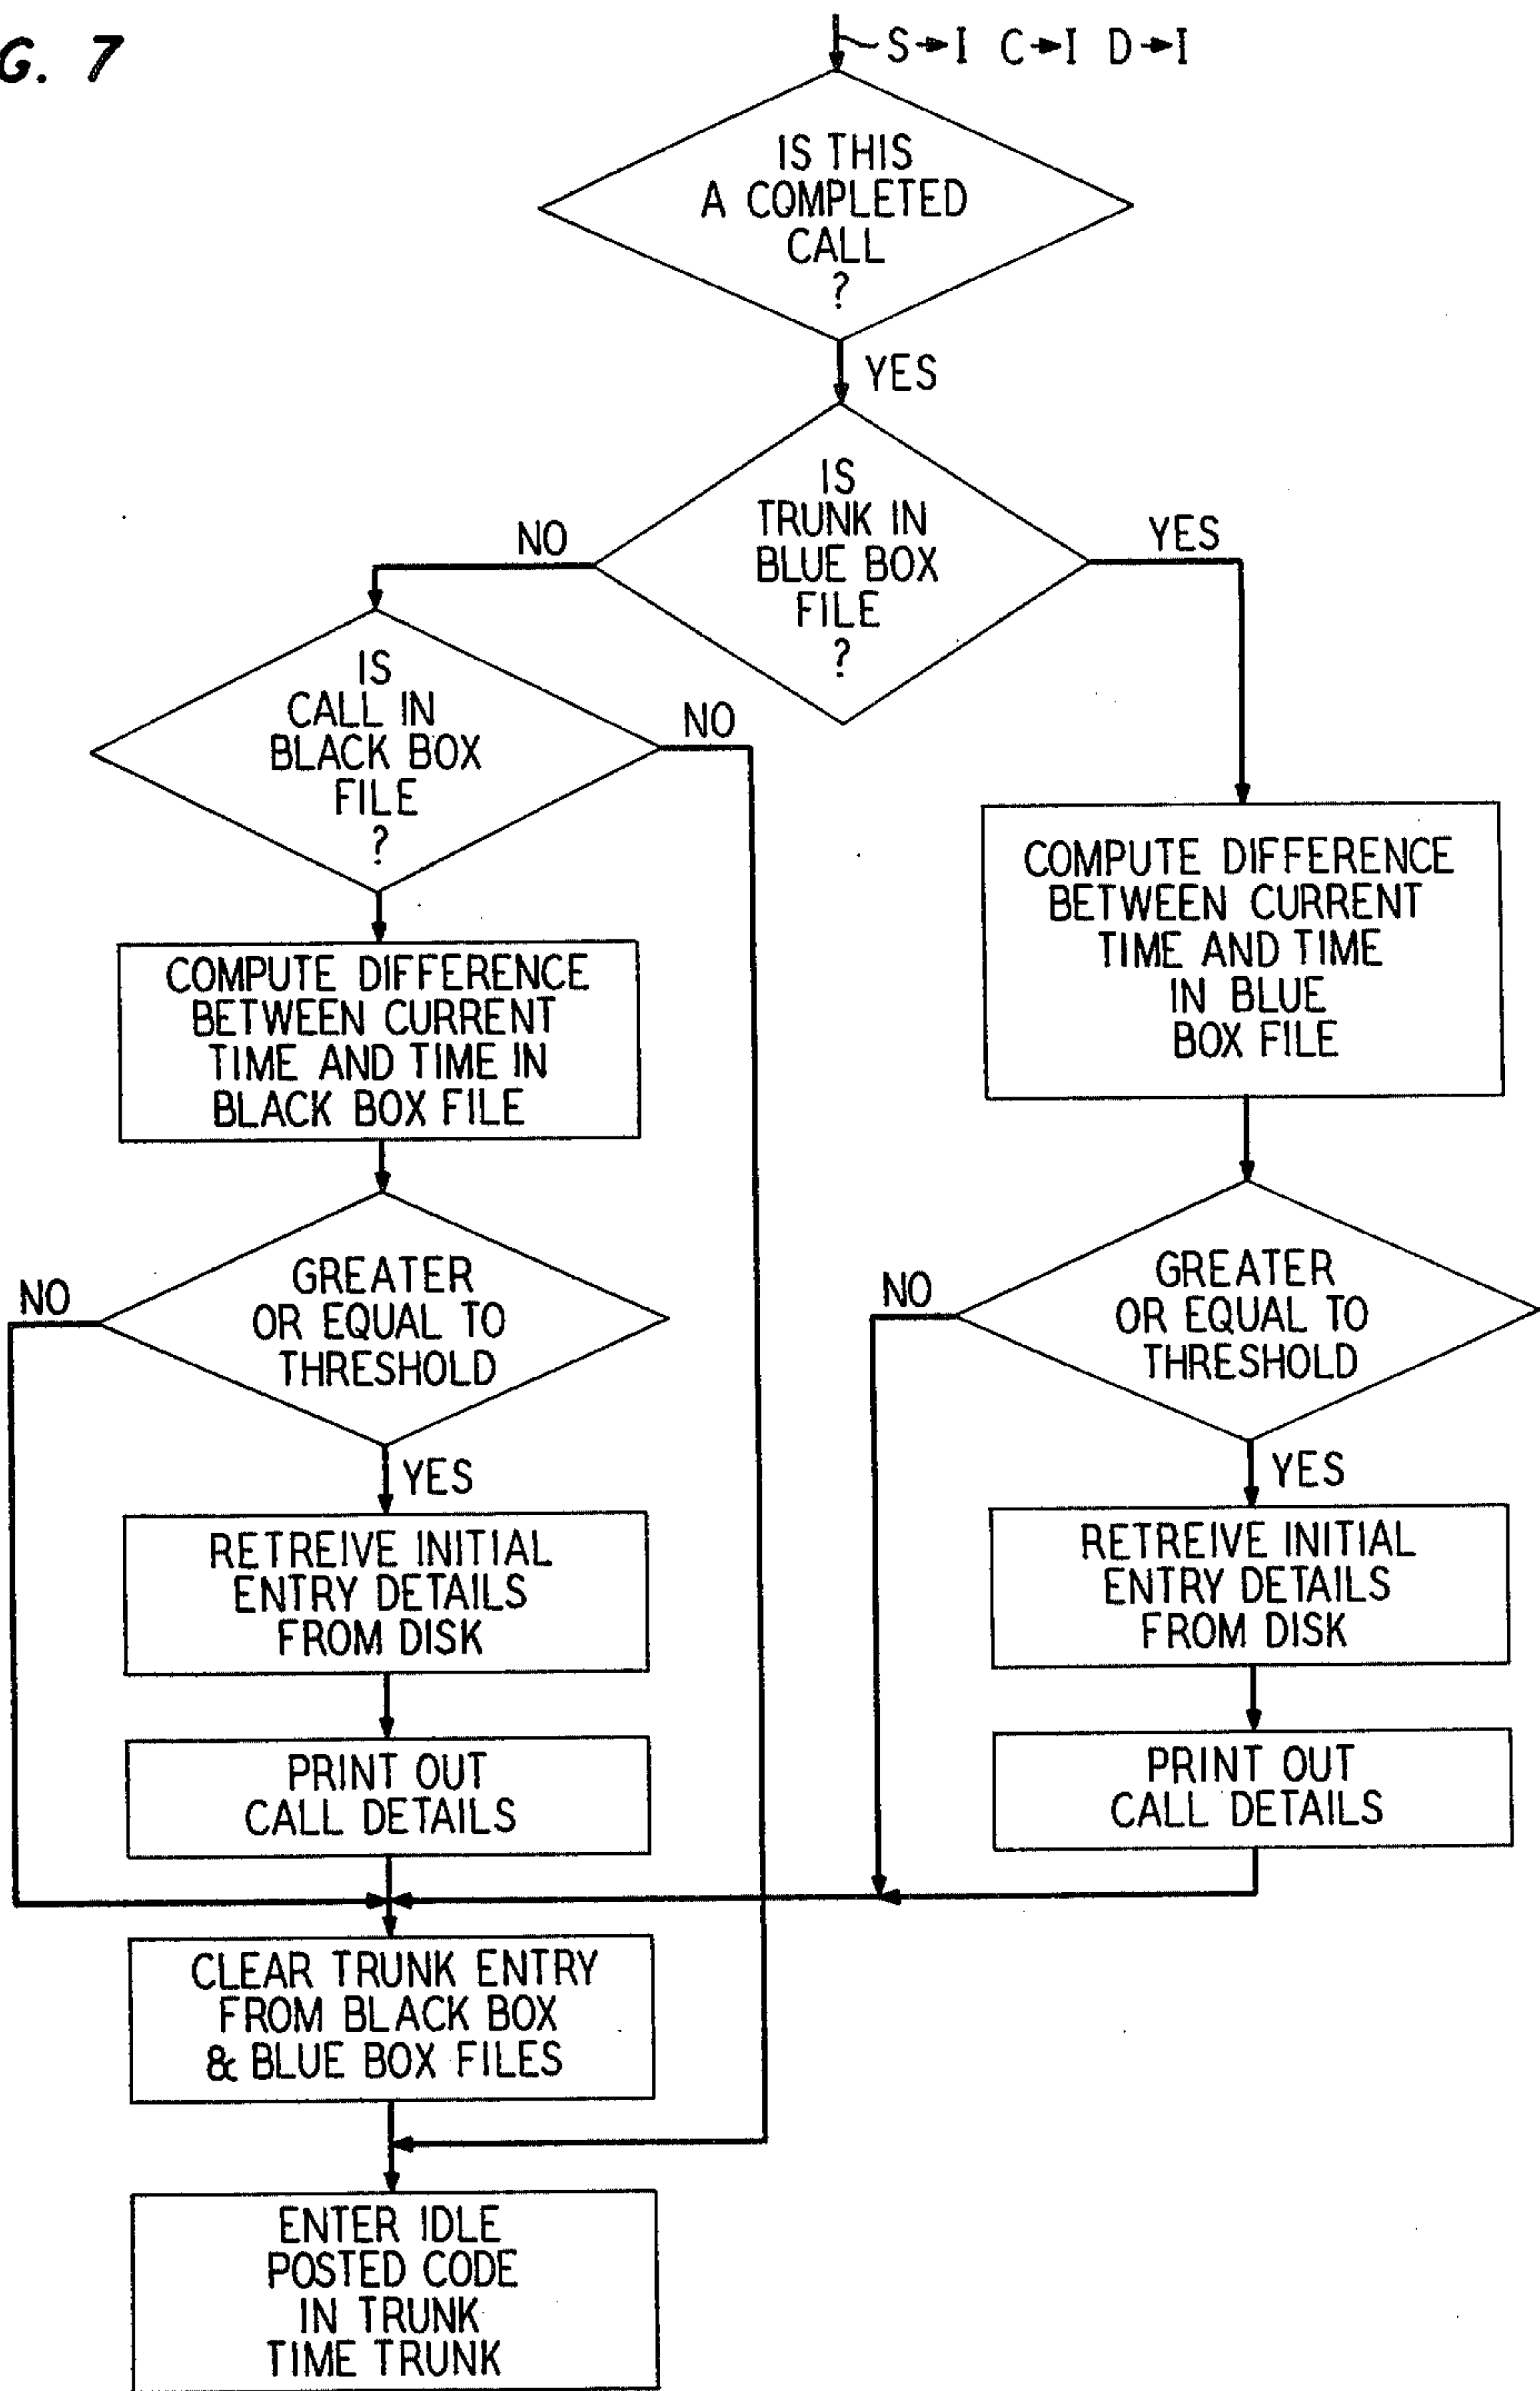 G. 7
S→I C→I D→I
IS THIS
A COMPLETED
CALL
?
YES
IS
TRUNK IN
BLUE BOX
FILE
?
NO
YES
IS
CALL IN
BLACK BOX
FILE
?
NO
COMPUTE DIFFERENCE
BETWEEN CURRENT
TIME AND TIME IN
BLACK BOX FILE
COMPUTE DIFFERENCE
BETWEEN CURRENT
TIME AND TIME
IN BLUE
BOX FILE
GREATER
OR EQUAL TO
THRESHOLD
NO
YES
GREATER
OR EQUAL TO
THRESHOLD
NO
YES
RETREIVE INITIAL
ENTRY DETAILS
FROM DISK
RETREIVE INITIAL
ENTRY DETAILS
FROM DISK
PRINT OUT
CALL DETAILS
PRINT OUT
CALL DETAILS
CLEAR TRUNK ENTRY
FROM BLACK BOX
& BLUE BOX FILES
ENTER IDLE
POSTED CODE
IN TRUNK
TIME TRUNK